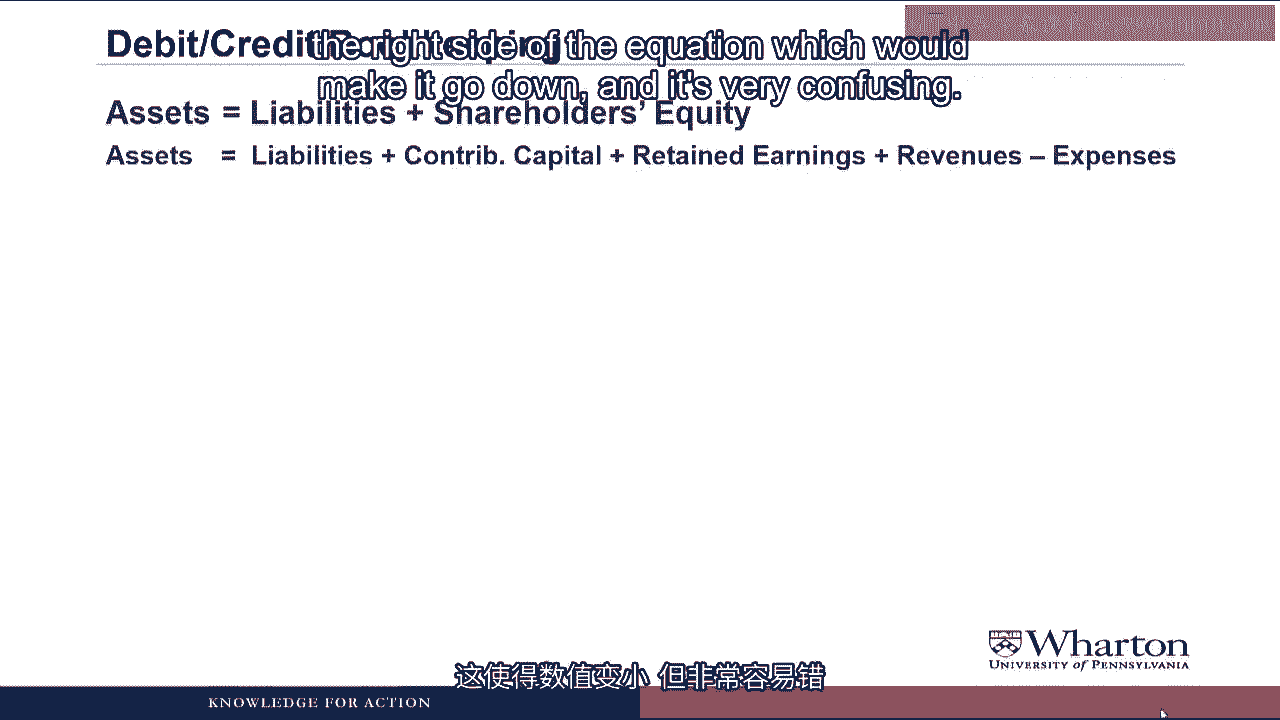 Debit/Credit Bookkeeping
the right side of the equation which would
make it go down, and it's very confusing.
Assets = Liabilities + Shareholders’ Equity
Assets = Liabilities + Contrib. Capital + Retained Earnings + Revenues – Expenses
Wharton
UNIVERSITY of PENNSYLVANIA
这使得数值变小 但非常容易错
KNOWLEDGE FOR ACTION